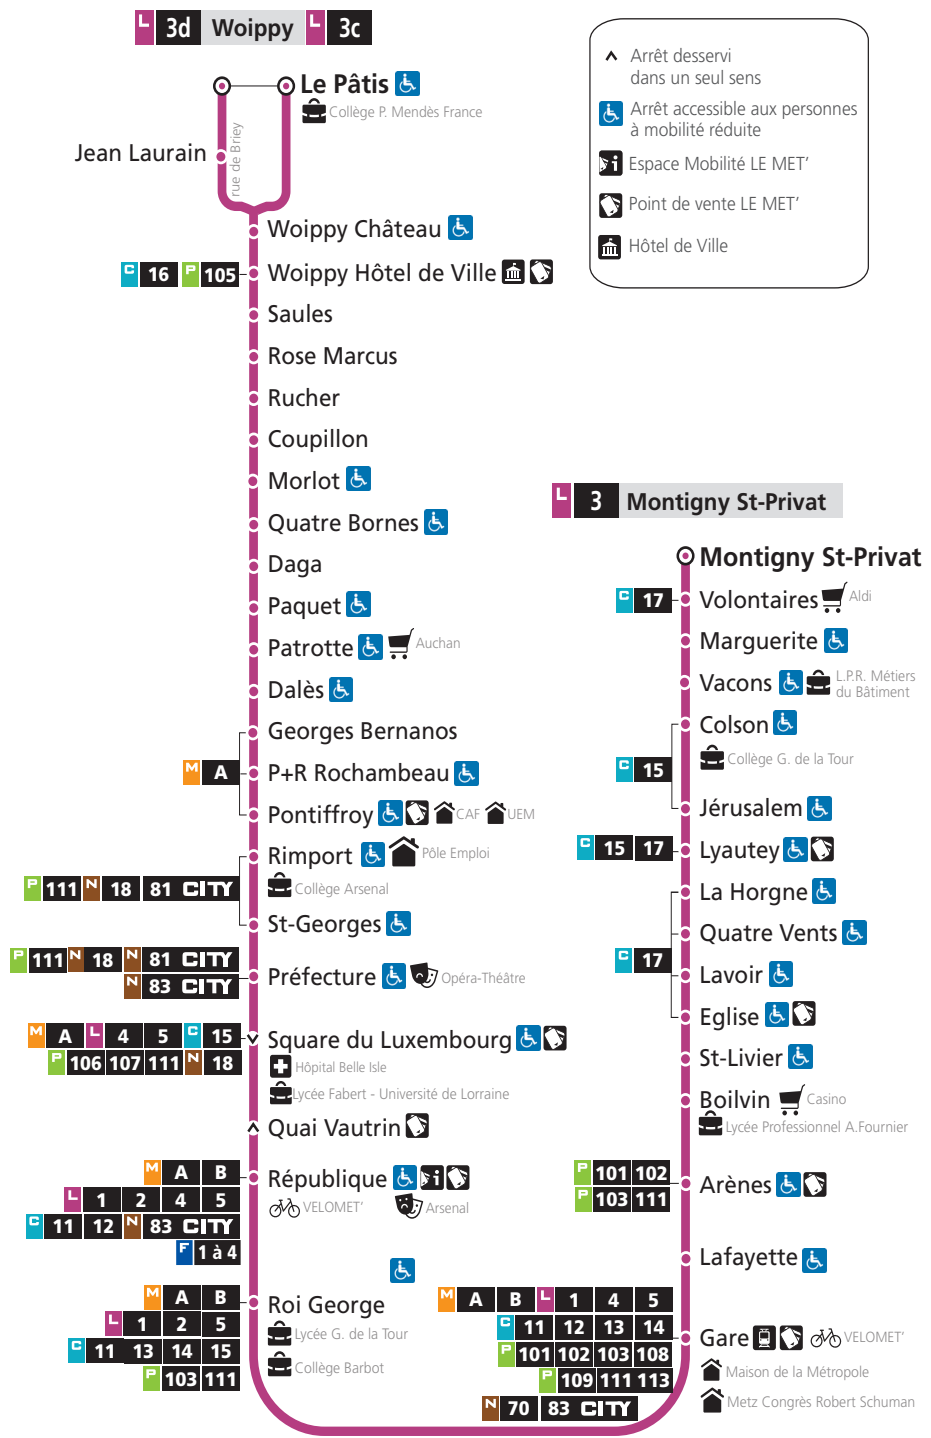 L 3d Woippy L 3c
Le Pâtis
Collège P. Mendès France
rue de Briey
Jean Laurain
Woippy Château
C 16 P 105 Woippy Hôtel de Ville
Saules
Rose Marcus
Rucher
Coupillon
Morlot
Quatre Bornes
Daga
Paquet
Patrotte Auchan
Dalès
Georges Bernanos
M A P+R Rochambeau
Pontiffroy CAF UEM
Rimport Pôle Emploi
Collège Arsenal
P 111 N 18 81 CITY
St-Georges
P 111 N 18 N 81 CITY
N 83 CITY
Préfecture Opéra-Théâtre
M A L 4 5 C 15
P 106 107 111 N 18
Square du Luxembourg
Hôpital Belle Isle
Lycée Fabert - Université de Lorraine
Quai Vautrin
M A B
L 1 2 4 5
C 11 12 N 83 CITY
F 1 à 4
République
VELOMET' Arsenal
M A B
L 1 2 5
C 11 13 14 15
P 103 111
Roi George
Lycée G. de la Tour
Collège Barbot
Arrêt desservi
dans un seul sens
Arrêt accessible aux personnes
à mobilité réduite
i Espace Mobilité LE MET'
Point de vente LE MET'
Hôtel de Ville
L 3 Montigny St-Privat
Montigny St-Privat
C 17 Volontaires Aldi
Marguerite
Vacons L.P.R. Métiers
du Bâtiment
Colson
Collège G. de la Tour
C 15
Jérusalem
C 15 17 Lyautey
La Horgne
Quatre Vents
C 17
Lavoir
Eglise
St-Livier
Boilvin Casino
Lycée Professionnel A.Fournier
P 101 102
P 103 111
Arènes
Lafayette
M A B L 1 4 5
C 11 12 13 14
P 101 102 103 108
P 109 111 113
N 70 83 CITY
Gare VELOMET'
Maison de la Métropole
Metz Congrès Robert Schuman